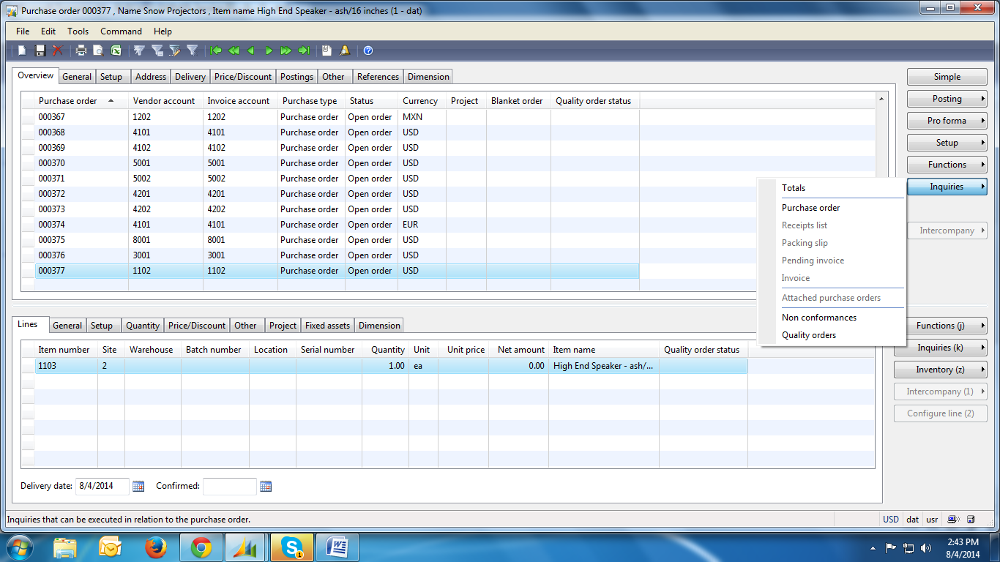 Purchase order 000377 , Name Snow Projectors , Item name High End Speaker - ash/16 inches (1 - dat)
File Edit Tools Command Help
Overview General Setup Address Delivery Price/Discount Postings Other References Dimension
Purchase order Vendor account Invoice account Purchase type Status Currency Project Blanket order Quality order status
000367 1202 1202 Purchase order Open order MXN
000368 4101 4101 Purchase order Open order USD
000369 4102 4102 Purchase order Open order USD
000370 5001 5001 Purchase order Open order USD
000371 5002 5002 Purchase order Open order USD
000372 4201 4201 Purchase order Open order USD
000373 4202 4202 Purchase order Open order USD
000374 4101 4101 Purchase order Open order EUR
000375 8001 8001 Purchase order Open order USD
000376 3001 3001 Purchase order Open order USD
000377 1102 1102 Purchase order Open order USD
Simple
Posting
Pro forma
Setup
Functions
Inquiries
Intercompany
Totals
Purchase order
Receipts list
Packing slip
Pending invoice
Invoice
Attached purchase orders
Non conformances
Quality orders
Lines General Setup Quantity Price/Discount Other Project Fixed assets Dimension
Item number Site Warehouse Batch number Location Serial number Quantity Unit Unit price Net amount Item name Quality order status
1103 2 1.00 ea 0.00 High End Speaker - ash/...
Functions (j)
Inquiries (k)
Inventory (z)
Intercompany (1)
Configure line (2)
Delivery date: 8/4/2014 Confirmed:
Inquiries that can be executed in relation to the purchase order. USD dat usr
1
2:43 PM
8/4/2014